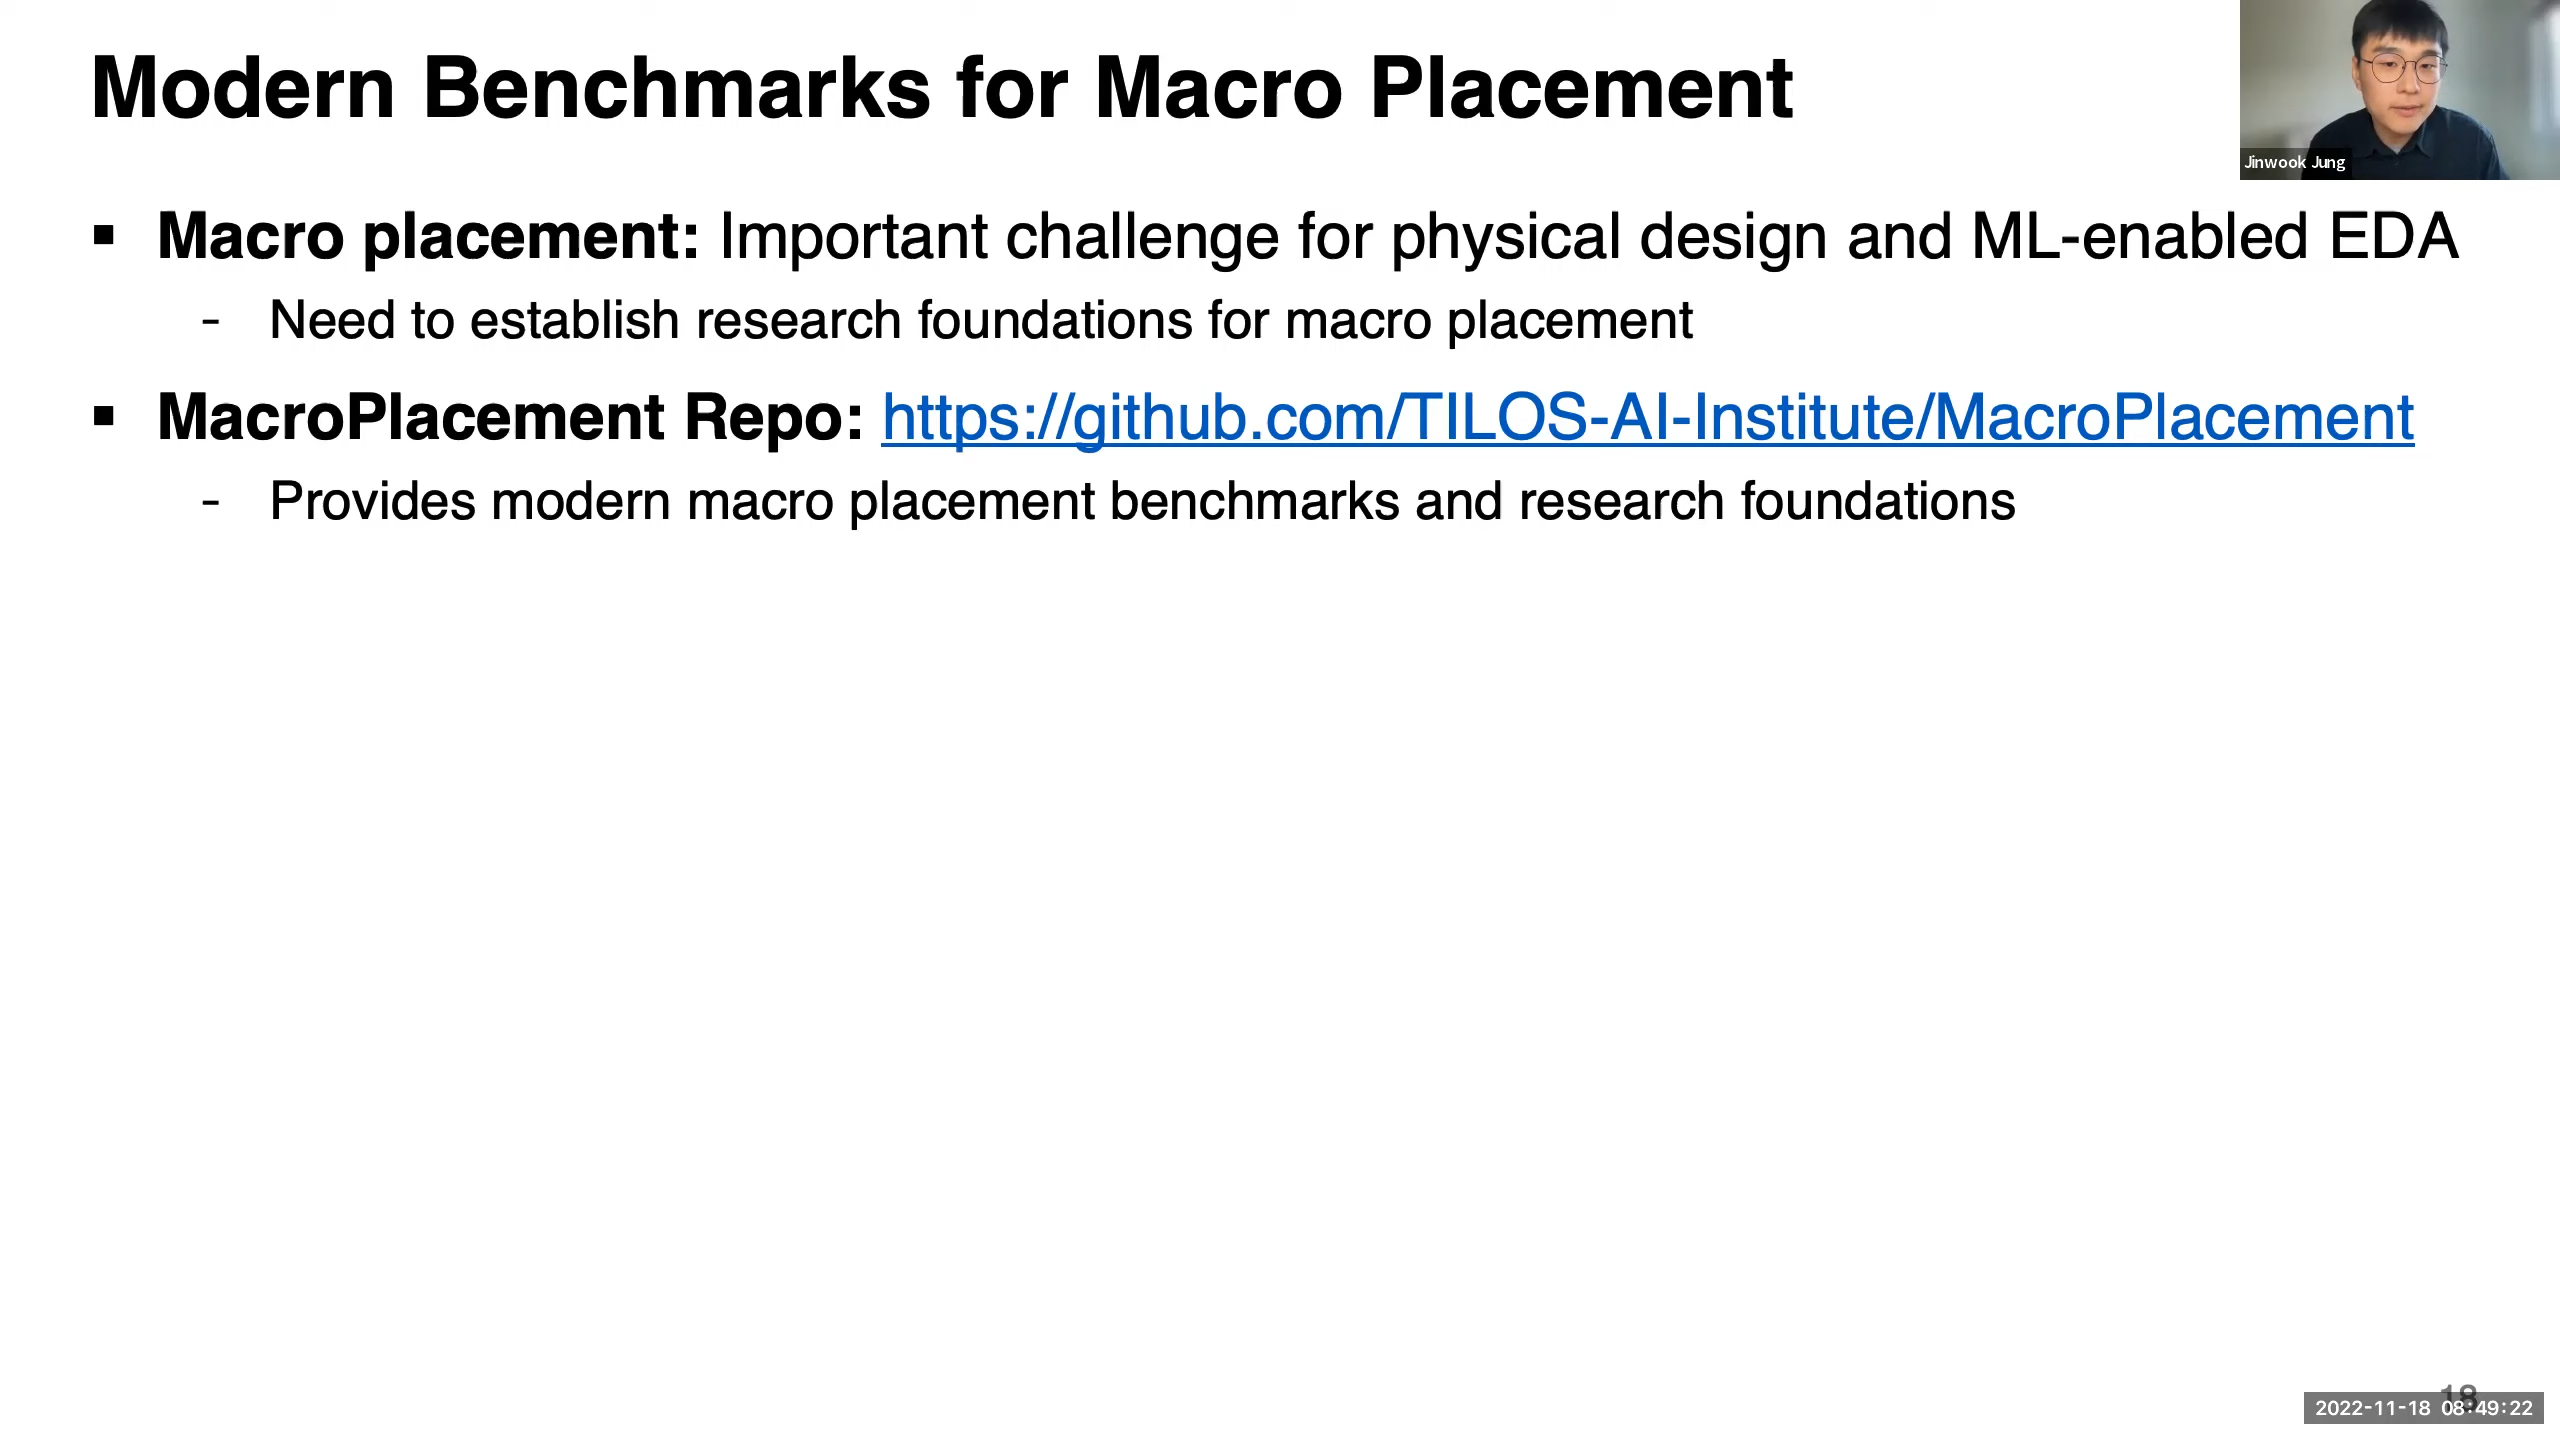 Modern Benchmarks for Macro Placement
Jinwook Jung
▪ Macro placement: Important challenge for physical design and ML-enabled EDA
- Need to establish research foundations for macro placement
▪ MacroPlacement Repo: https://github.com/TILOS-AI-Institute/MacroPlacement
- Provides modern macro placement benchmarks and research foundations
18
2022-11-18 08:49:22